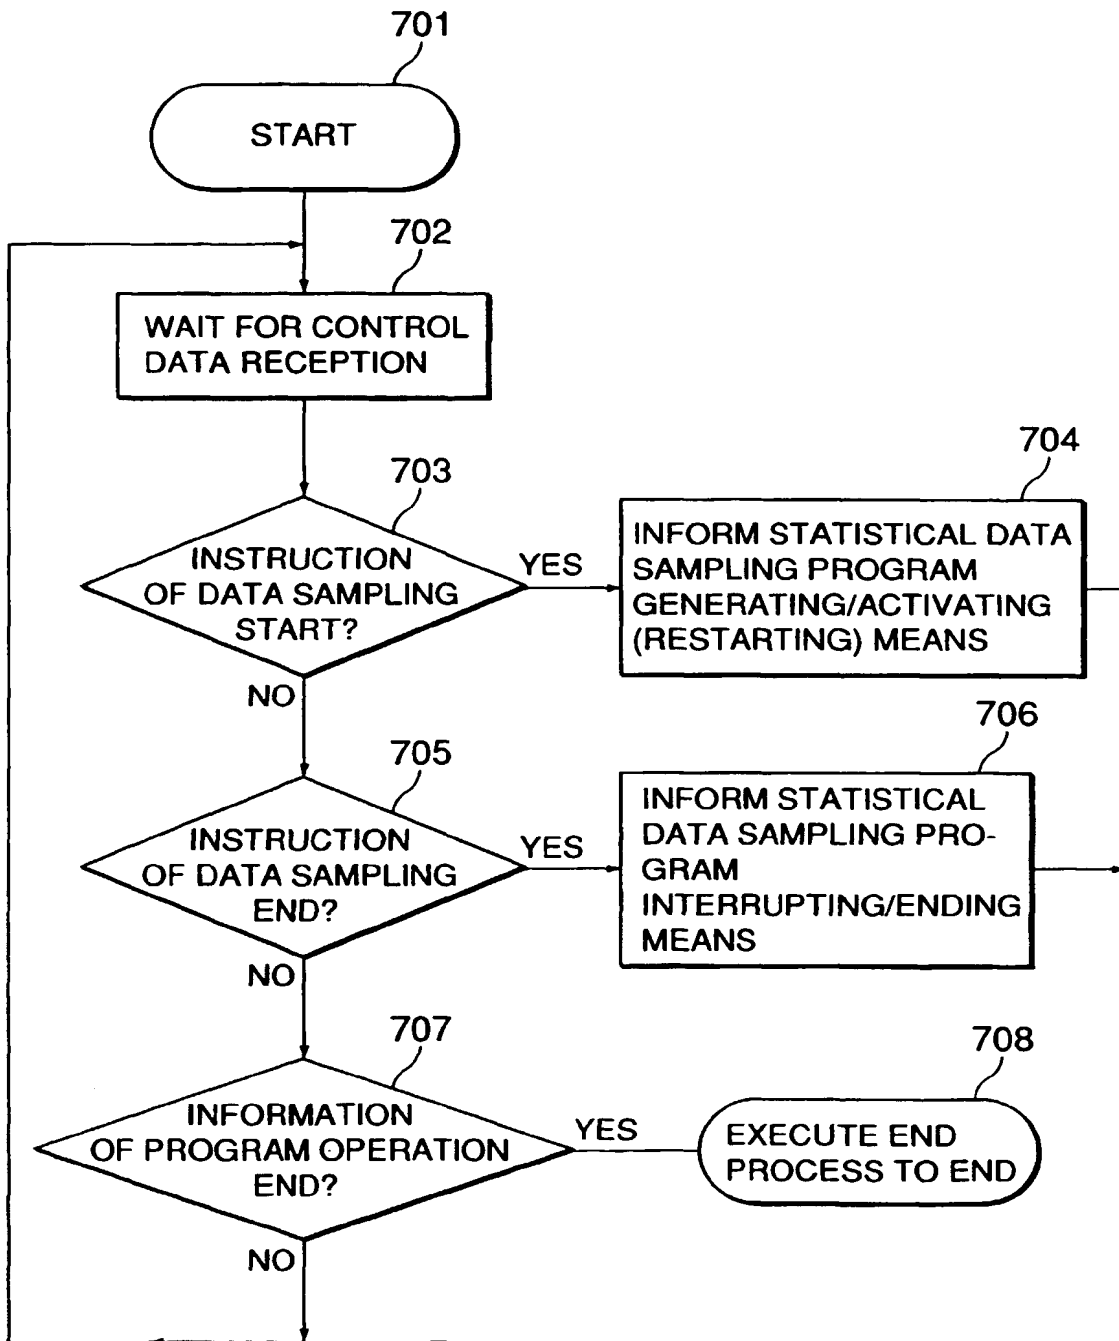 701
START
702
WAIT FOR CONTROL
DATA RECEPTION
703
INSTRUCTION
OF DATA SAMPLING
START?
YES
NO
704
INFORM STATISTICAL DATA
SAMPLING PROGRAM
GENERATING/ACTIVATING
(RESTARTING) MEANS
705
INSTRUCTION
OF DATA SAMPLING
END?
YES
NO
706
INFORM STATISTICAL
DATA SAMPLING PRO-
GRAM
INTERRUPTING/ENDING
MEANS
707
INFORMATION
OF PROGRAM OPERATION
END?
YES
NO
708
EXECUTE END
PROCESS TO END